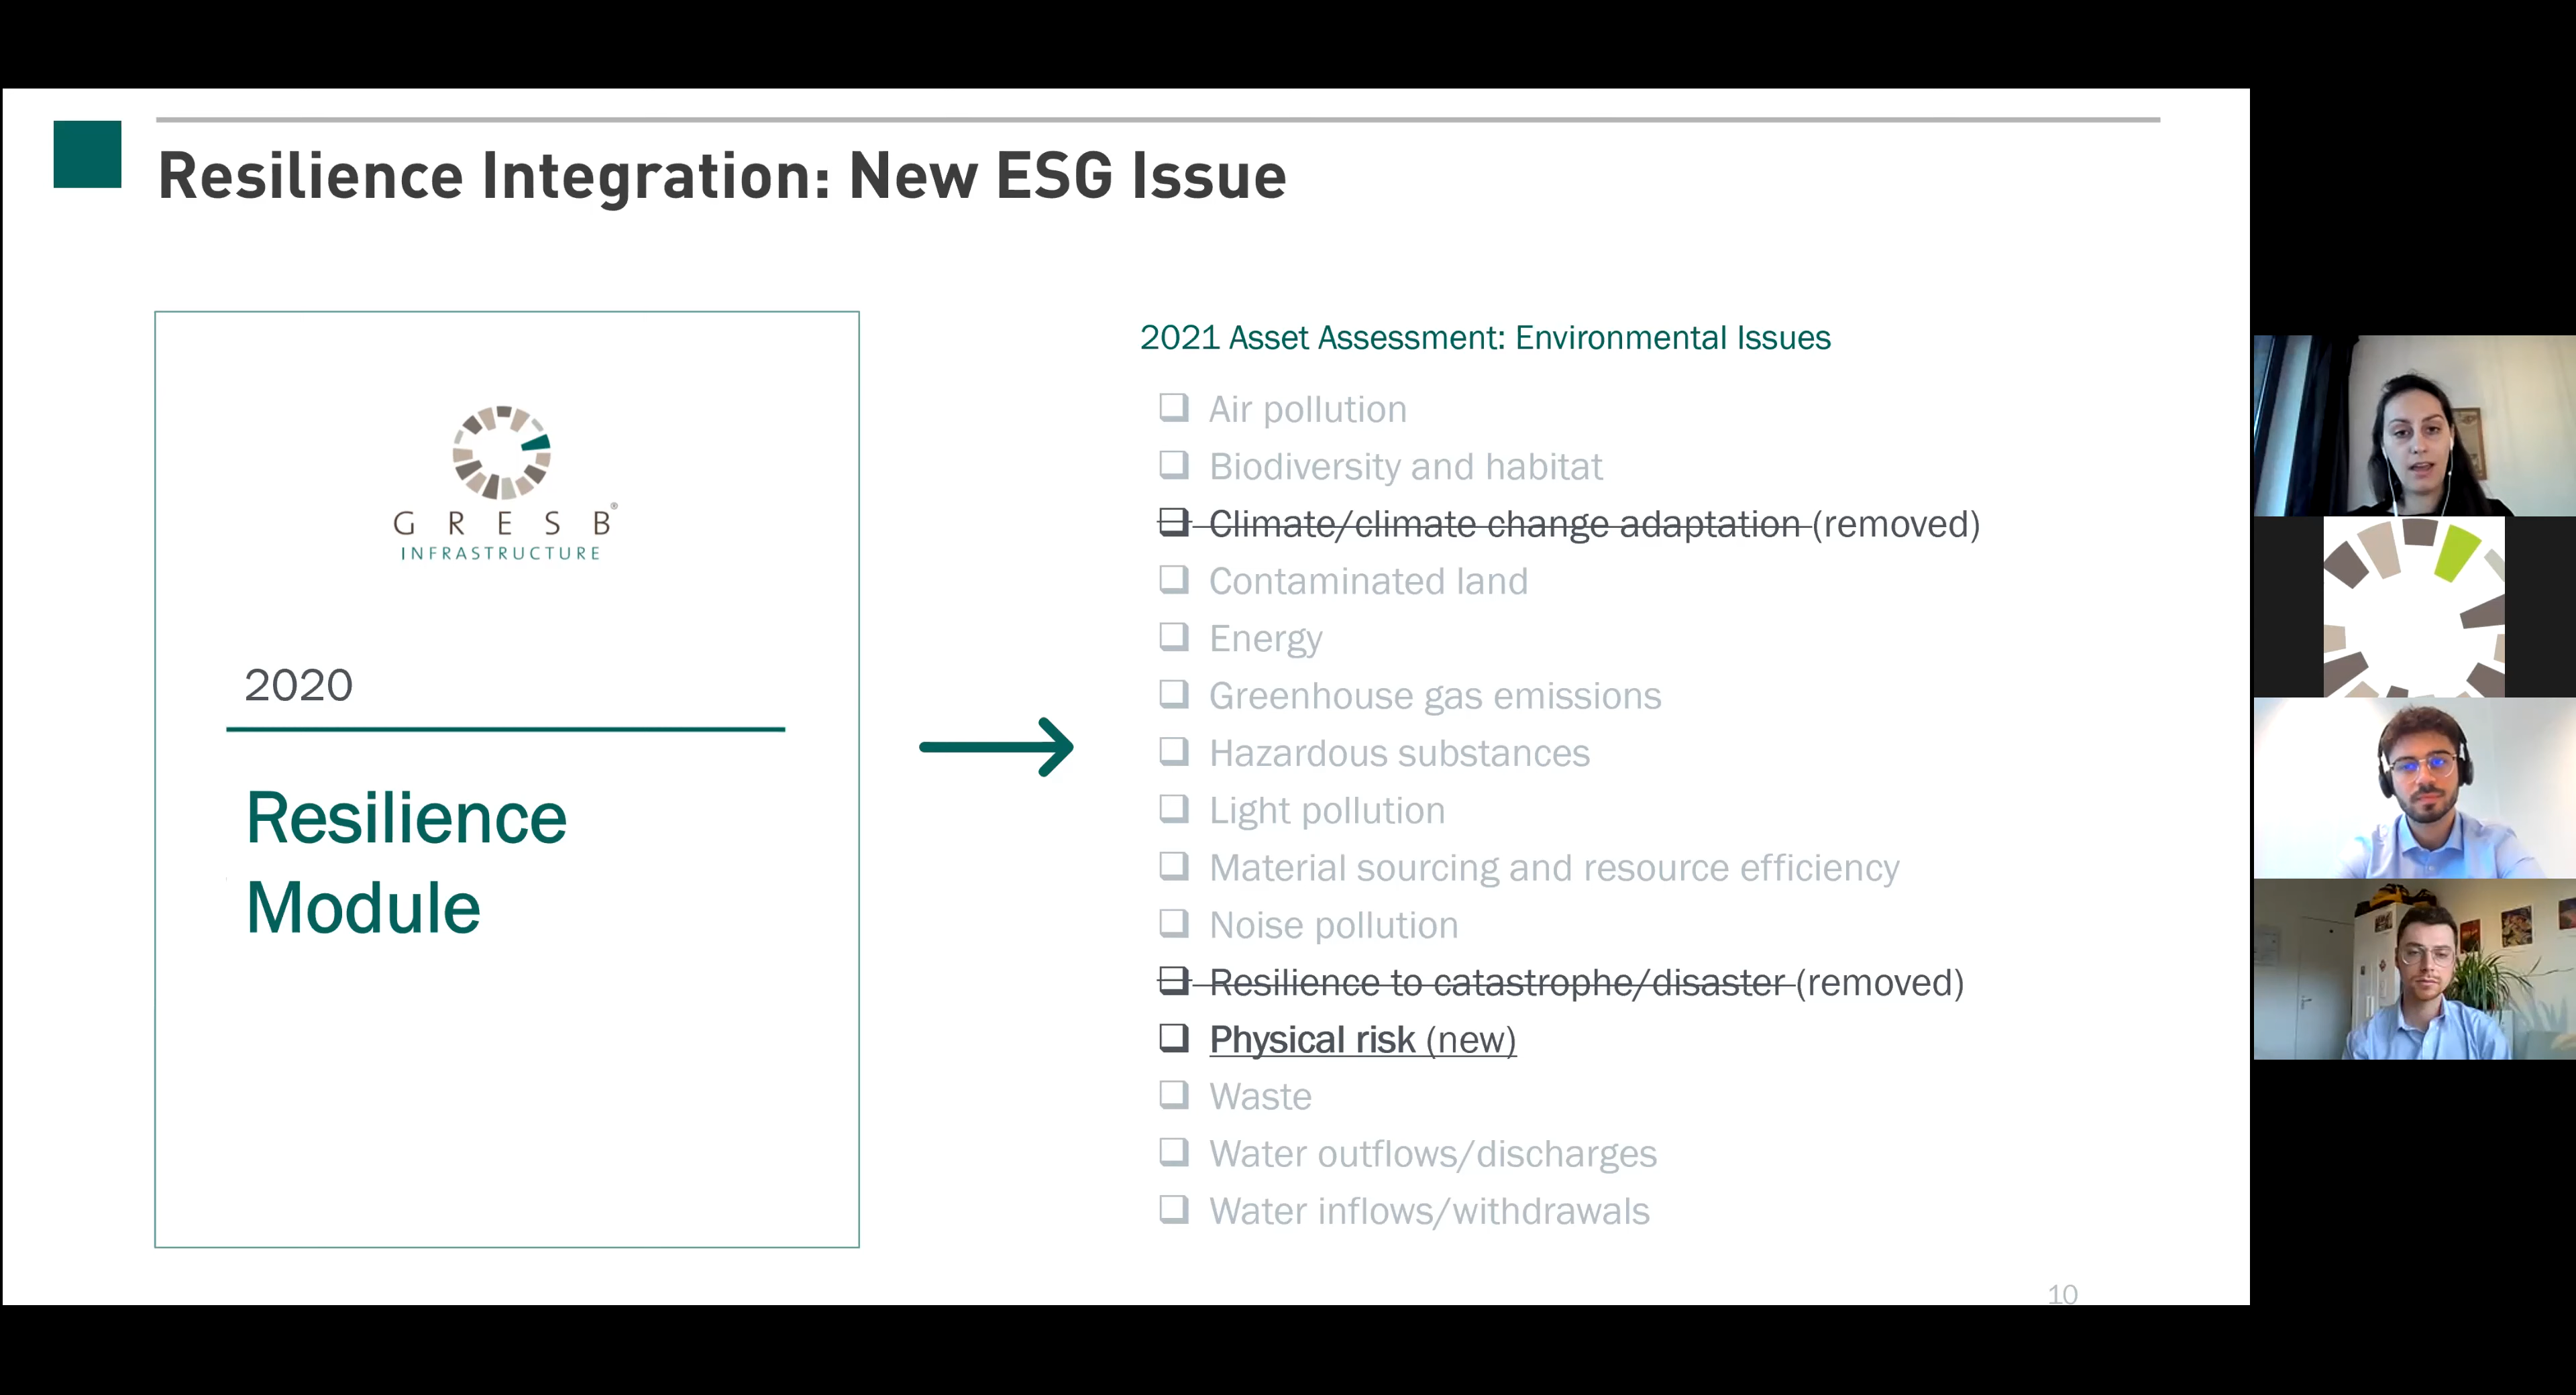 Resilience Integration: New ESG Issue
GRESB®
INFRASTRUCTURE
2020
Resilience
Module
2021 Asset Assessment: Environmental Issues
Air pollution
Biodiversity and habitat
Climate/climate change adaptation (removed)
Contaminated land
Energy
Greenhouse gas emissions
Hazardous substances
Light pollution
Material sourcing and resource efficiency
Noise pollution
Resilience to catastrophe/disaster (removed)
Physical risk (new)
Waste
Water outflows/discharges
Water inflows/withdrawals
10